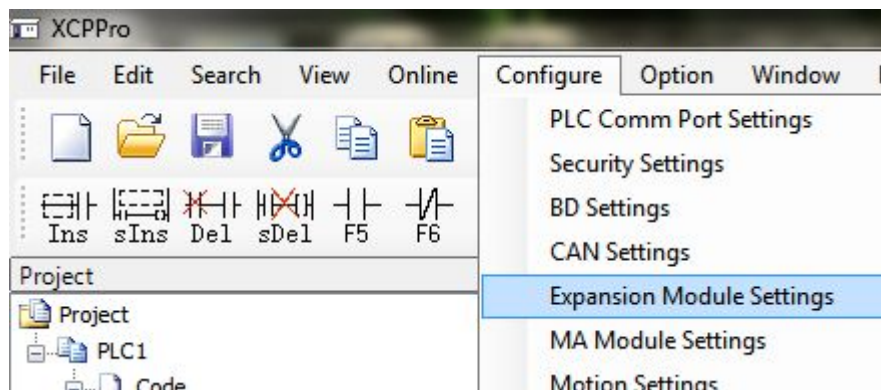 XCPPro
File Edit Search View Online Configure Option Window
PLC Comm Port Settings
Security Settings
BD Settings
CAN Settings
Expansion Module Settings
MA Module Settings
Motion Settings
Ins sIns Del sDel F5 F6
Project
Project
PLC1
Code